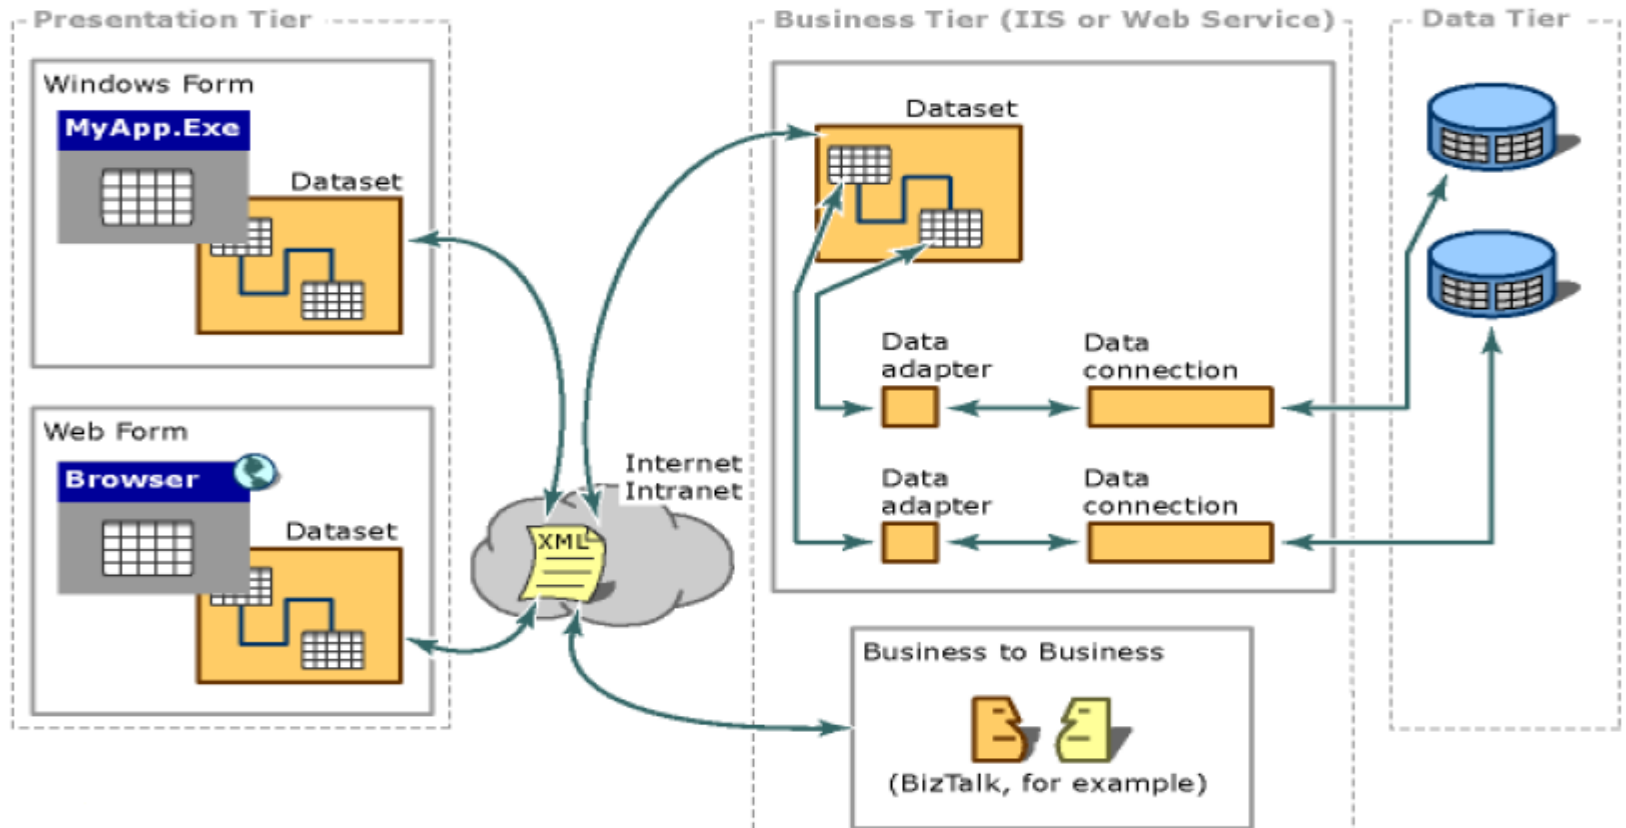 Presentation Tier
Windows Form
MyApp.Exe
Dataset
Web Form
Browser
Dataset
Internet
Intranet
XML
Business Tier (IIS or Web Service)
Dataset
Data
adapter
Data
connection
Data
adapter
Data
connection
Business to Business
(BizTalk, for example)
Data Tier